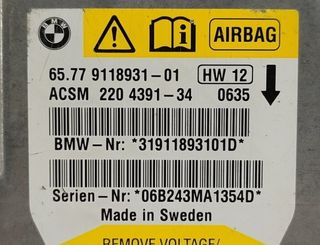 BMW
AIRBAG
65.77 9118931-01 HW 12
ACSM 220 4391-34 0635
BMW-Nr: *31911893101D*
Serien-Nr: *06B243MA1354D*
Made in Sweden
REMOVE VOLTAGE/